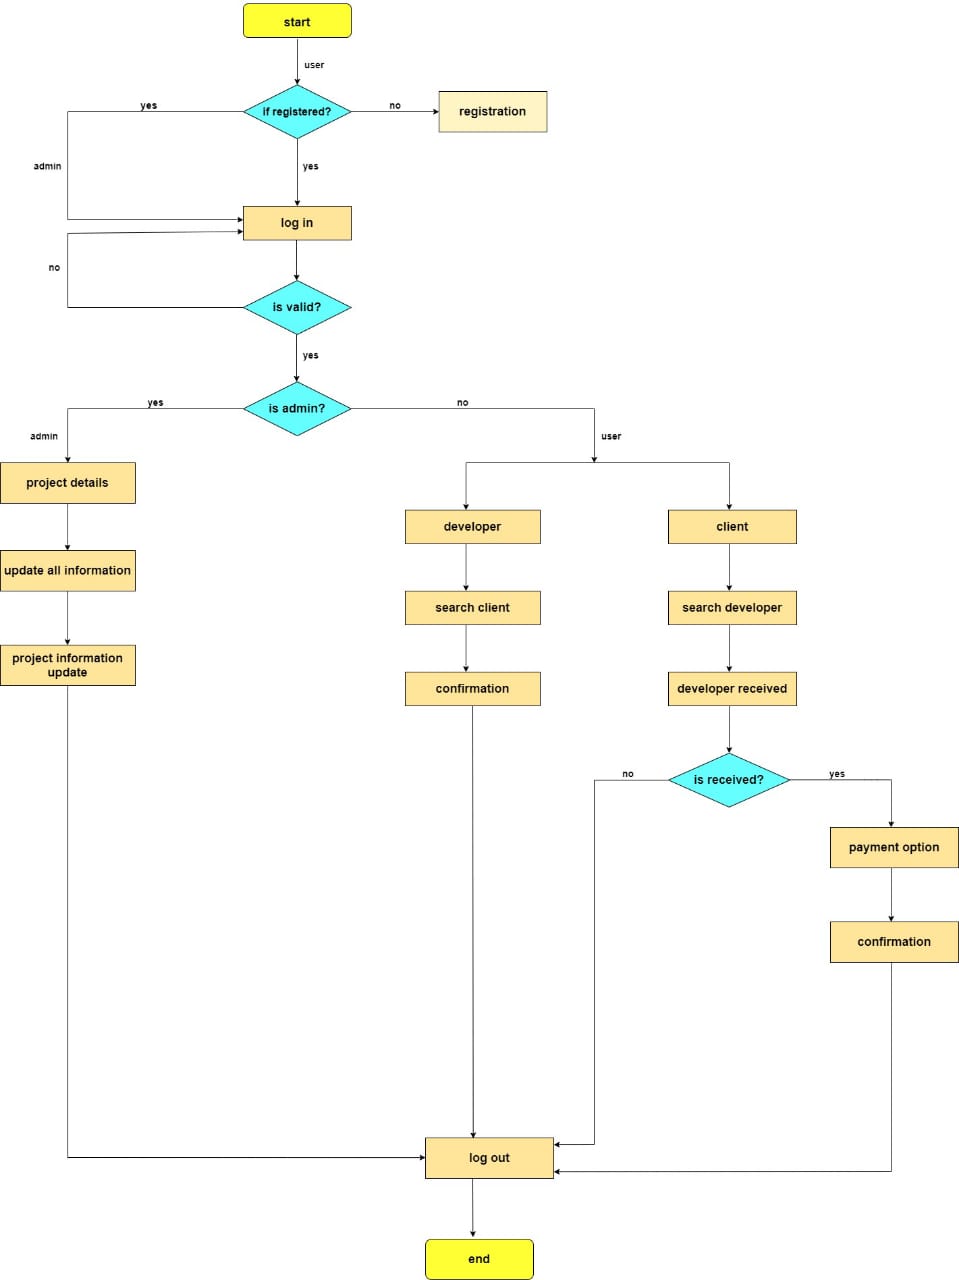 start
user
yes
if registered?
no
registration
admin
yes
log in
no
is valid?
yes
yes
is admin?
no
admin
user
project details
developer
client
update all information
search client
search developer
project information
update
confirmation
developer received
no
is received?
yes
payment option
confirmation
log out
end